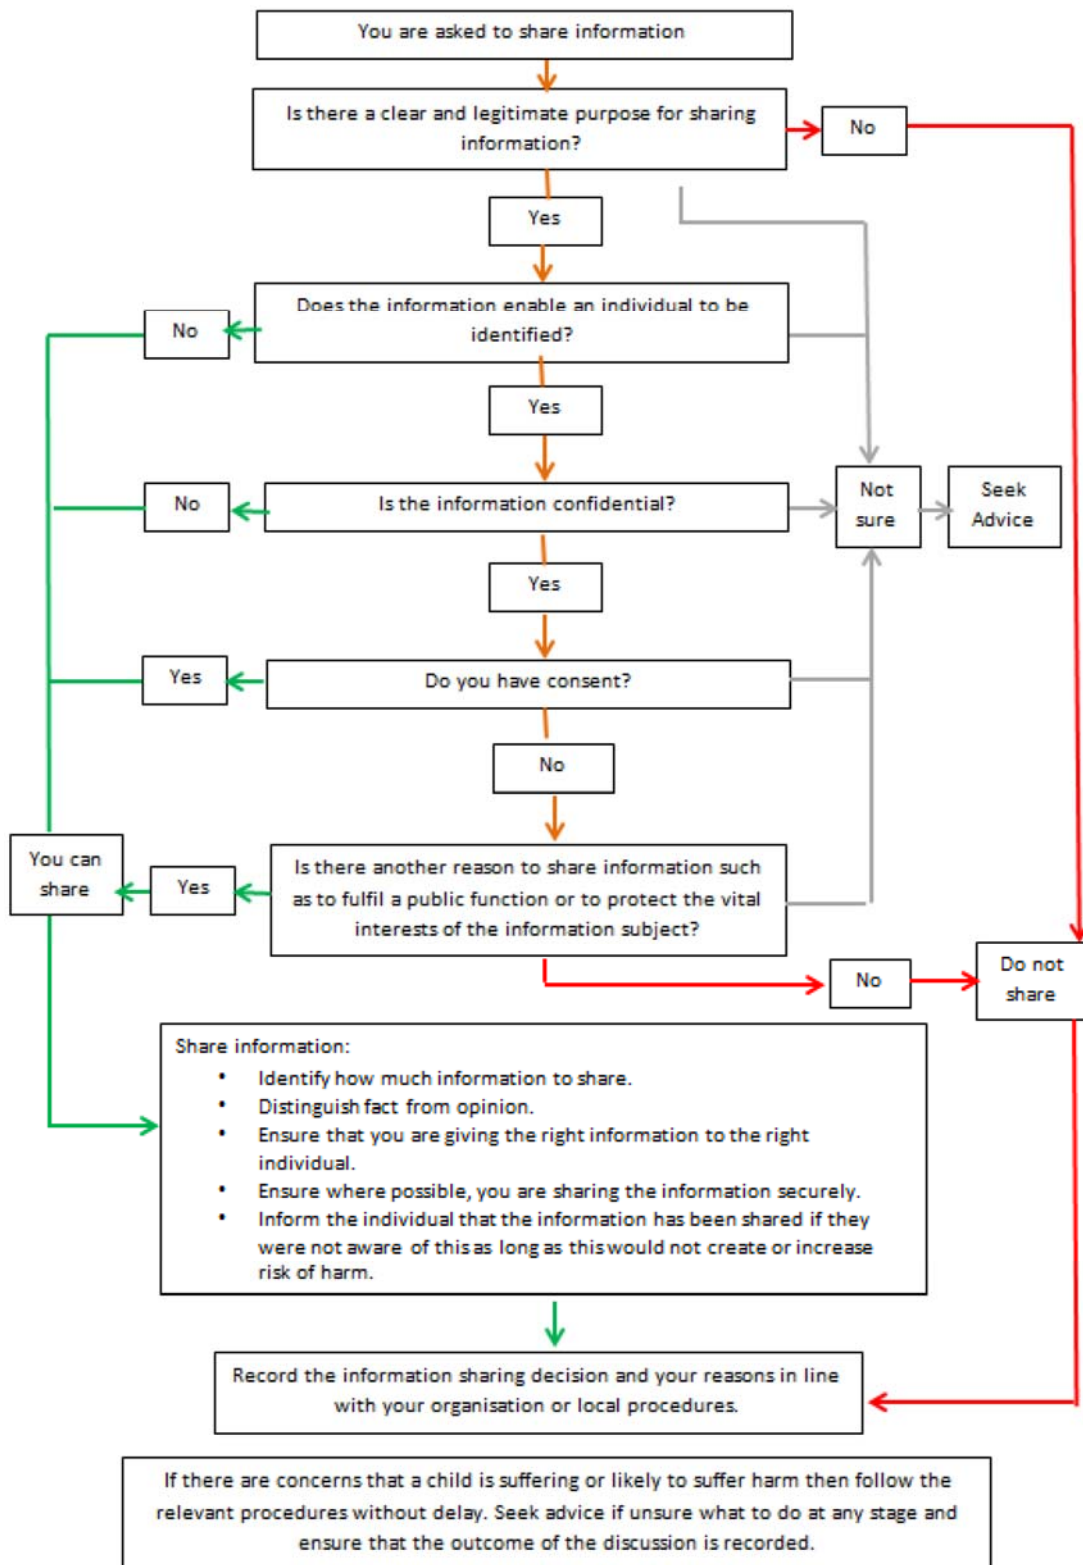 You are asked to share information
Is there a clear and legitimate purpose for sharing
information?
No
Yes
Does the information enable an individual to be
identified?
No
Yes
Is the information confidential?
No
Not
sure
Seek
Advice
Yes
Do you have consent?
Yes
No
Is there another reason to share information such
as to fulfil a public function or to protect the vital
interests of the information subject?
Yes
You can
share
No
Do not
share
Share information:
• Identify how much information to share.
• Distinguish fact from opinion.
• Ensure that you are giving the right information to the right
individual.
• Ensure where possible, you are sharing the information securely.
• Inform the individual that the information has been shared if they
were not aware of this as long as this would not create or increase
risk of harm.
Record the information sharing decision and your reasons in line
with your organisation or local procedures.
If there are concerns that a child is suffering or likely to suffer harm then follow the
relevant procedures without delay. Seek advice if unsure what to do at any stage and
ensure that the outcome of the discussion is recorded.